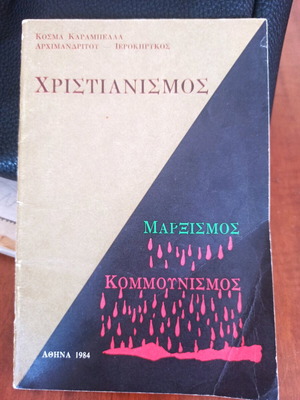 ΚΟΣΜΑ ΚΑΡΑΜΠΕΛΑ
ΑΡΧΙΜΑΝΔΡΙΤΟΥ ΙΕΡΟΚΗΡΥΚΟΣ
ΧΡΙΣΤΙΑΝΙΣΜΟΣ
ΜΑΡΞΙΣΜΟΣ
ΚΟΜΜΟΥΝΙΣΜΟΣ
ΑΘΗΝΑ 1984